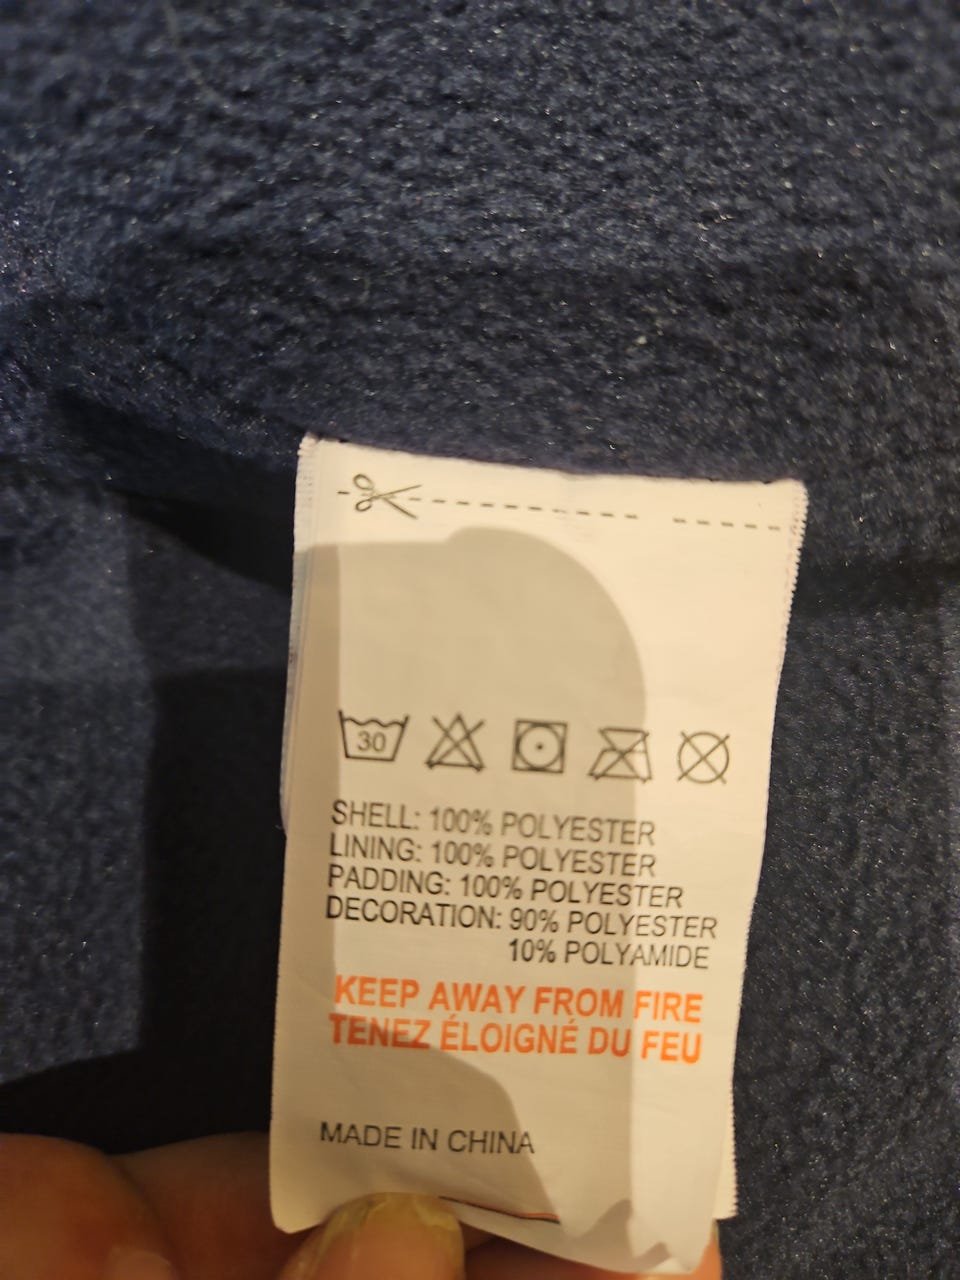 30
SHELL: 100% POLYESTER
LINING: 100% POLYESTER
PADDING: 100% POLYESTER
DECORATION: 90% POLYESTER
10% POLYAMIDE
KEEP AWAY FROM FIRE
TENEZ ÉLOIGNÉ DU FEU
MADE IN CHINA